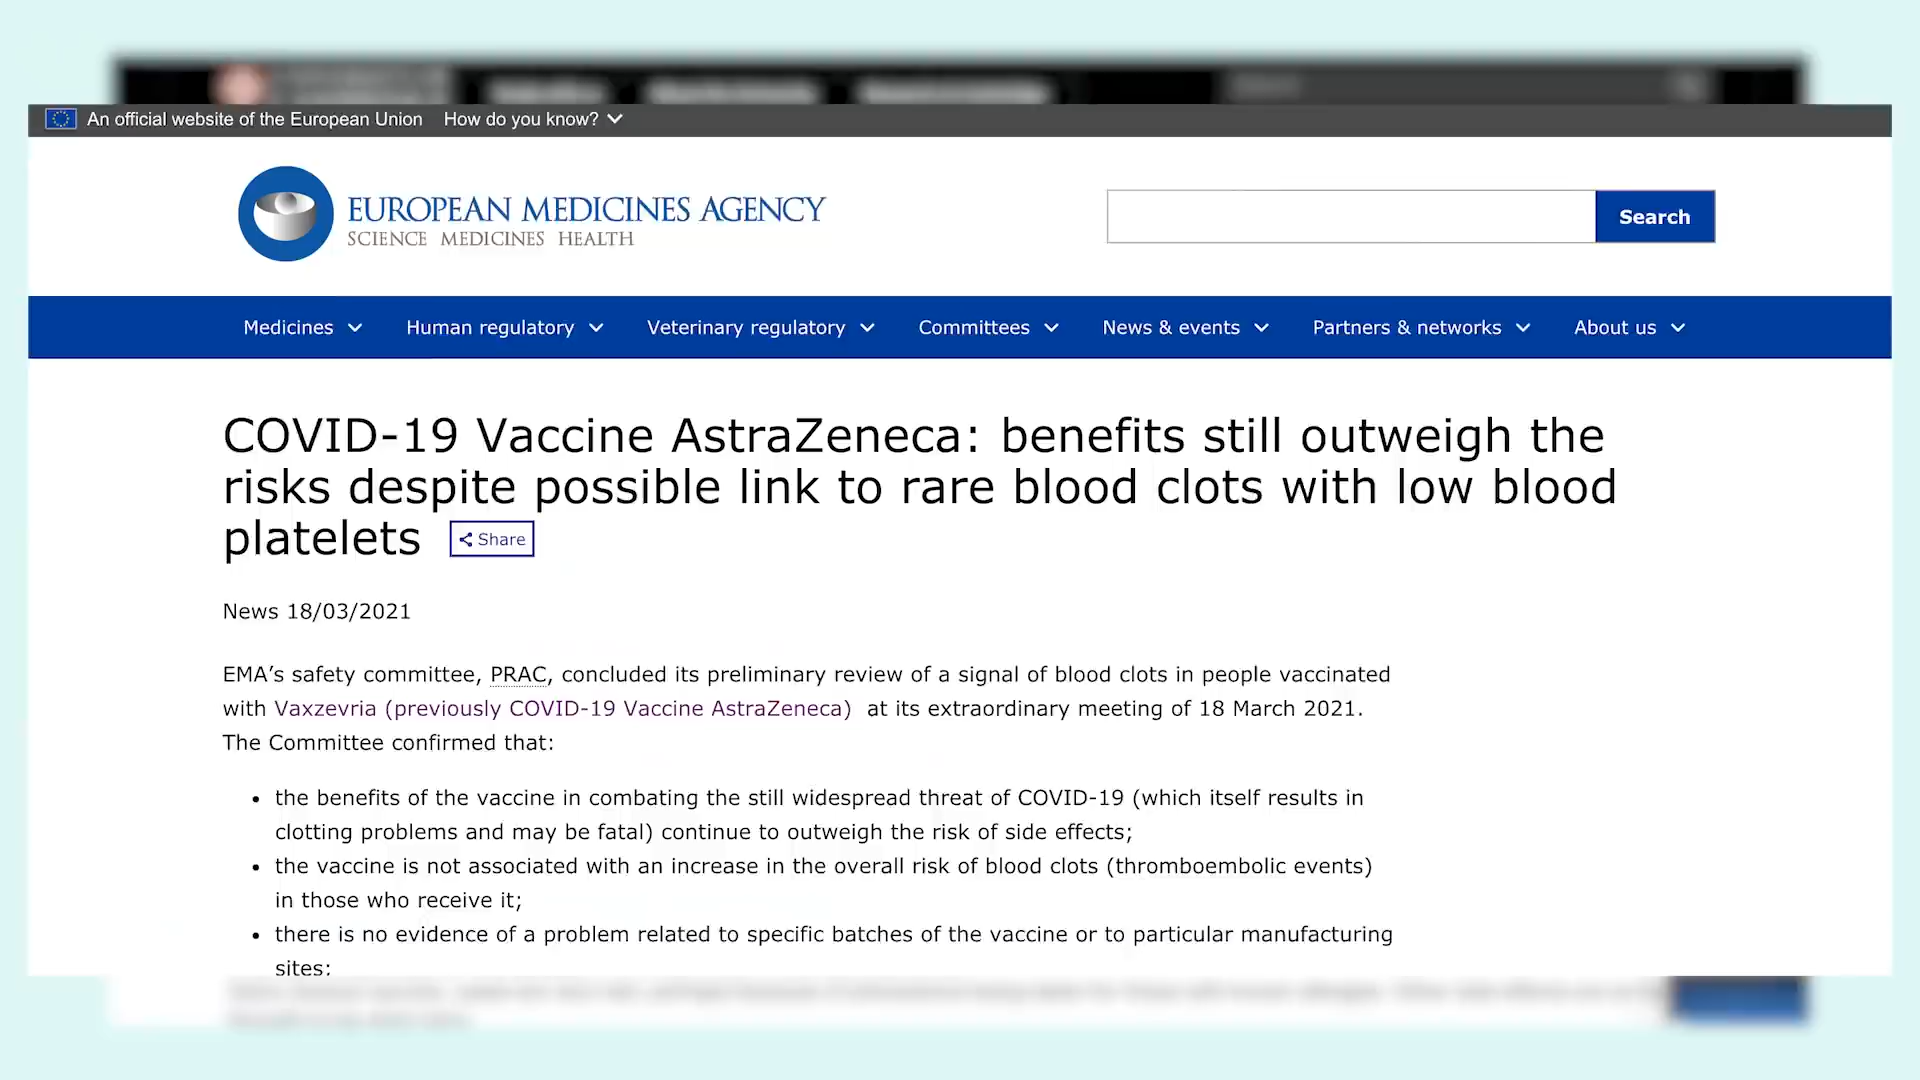 An official website of the European Union How do you know?
EUROPEAN MEDICINES AGENCY
SCIENCE MEDICINES HEALTH
Search
Medicines Human regulatory Veterinary regulatory Committees News & events Partners & networks About us
COVID-19 Vaccine AstraZeneca: benefits still outweigh the
risks despite possible link to rare blood clots with low blood
platelets Share
News 18/03/2021
EMA’s safety committee, PRAC, concluded its preliminary review of a signal of blood clots in people vaccinated
with Vaxzevria (previously COVID-19 Vaccine AstraZeneca) at its extraordinary meeting of 18 March 2021.
The Committee confirmed that:
• the benefits of the vaccine in combating the still widespread threat of COVID-19 (which itself results in
clotting problems and may be fatal) continue to outweigh the risk of side effects;
• the vaccine is not associated with an increase in the overall risk of blood clots (thromboembolic events)
in those who receive it;
• there is no evidence of a problem related to specific batches of the vaccine or to particular manufacturing
sites;